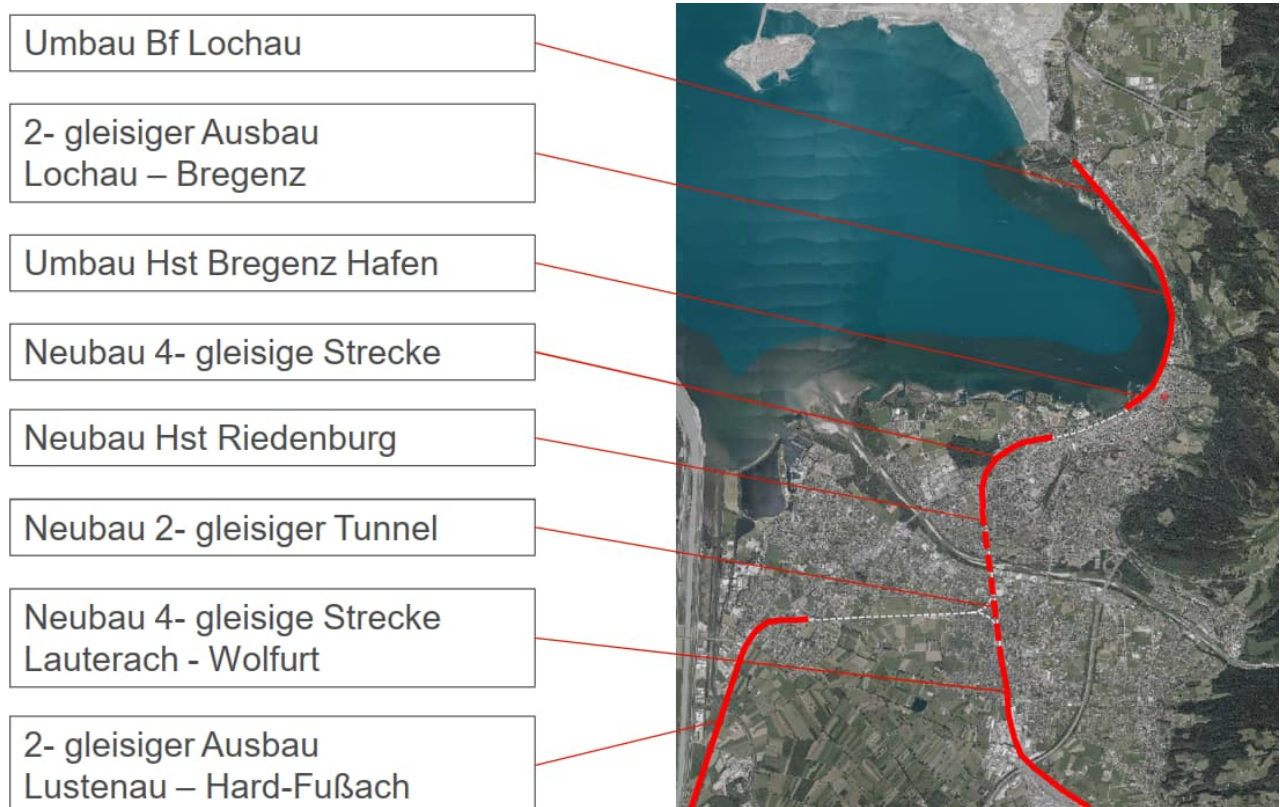 Umbau Bf Lochau
2- gleisiger Ausbau
Lochau – Bregenz
Umbau Hst Bregenz Hafen
Neubau 4- gleisige Strecke
Neubau Hst Riedenburg
Neubau 2- gleisiger Tunnel
Neubau 4- gleisige Strecke
Lauterach - Wolfurt
2- gleisiger Ausbau
Lustenau – Hard-Fußach